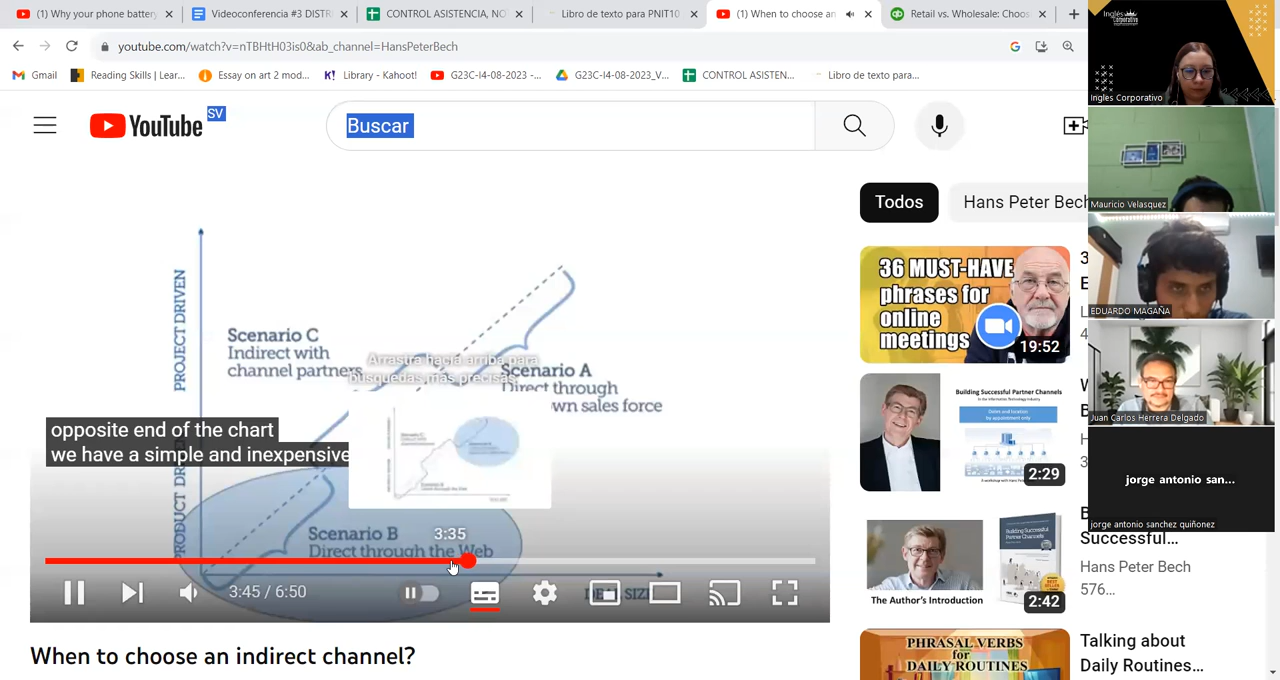 (1) Why your phone battery
Videoconferencia #3 DISTR
CONTROL ASISTENCIA, NO
Libro de texto para PNIT10
(1) When to choose an
Retail vs. Wholesale: Choos
youtube.com/watch?v=nTBHtH03is0&ab_channel=HansPeterBech
Gmail
Reading Skills | Lear...
Essay on art 2 mod...
Library - Kahoot!
G23C-I4-08-2023 -...
G23C-I4-08-2023_V...
CONTROL ASISTEN...
Libro de texto para...
YouTube
SV
Buscar
Todos
Hans Peter Bech
PROJECT DRIVEN
Scenario C
Indirect with
channel partners
Arrastra hacia arriba para
búsquedas más precisas
Scenario A
Direct through
wn sales force
opposite end of the chart
we have a simple and inexpensive
PRODUCT DR
Scenario B
Direct through the Web
3:35
3:45 / 6:50
DEAL SIZE
When to choose an indirect channel?
36 MUST-HAVE
phrases for
online
meetings
19:52
Building Successful Partner Channels
2:29
The Author's Introduction
Building
Successful
Partner
Channels
2:42
Successful...
Hans Peter Bech
576...
PHRASAL VERBS
for
DAILY ROUTINES
Talking about
Daily Routines...
Inglés
Corporativo
Ingles Corporativo
Mauricio Velasquez
EDUARDO MAGAÑA
Juan Carlos Herrera Delgado
jorge antonio san...
jorge antonio sanchez quiñonez